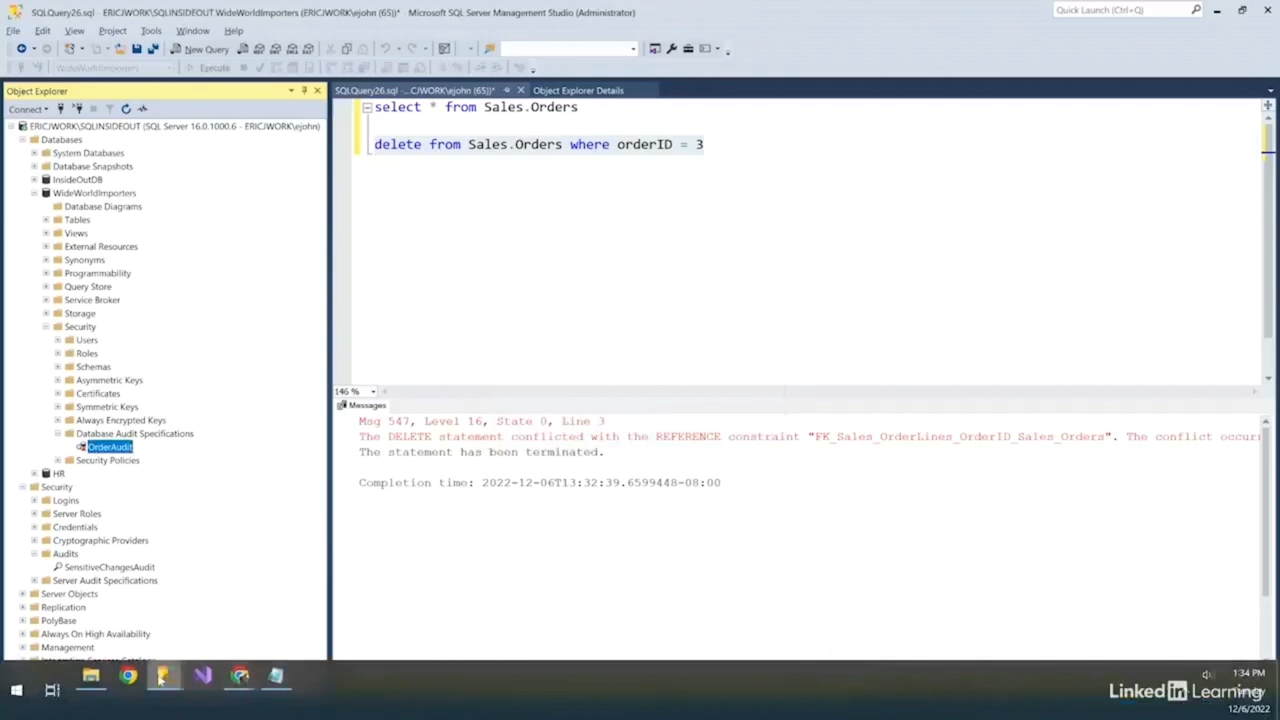 SQLQuery26.sql - ERICJWORK\SQLINSIDEOUT WideWorldImporters (ERICJWORK\ejohn (65))* - Microsoft SQL Server Management Studio (Administrator)
Quick Launch (Ctrl+Q)
File Edit View Project Tools Window Help
New Query
WideWorldImporters Execute
Object Explorer
SQLQuery26.sql -...CJWORK\ejohn (65))*
Object Explorer Details
Connect
ERICJWORK\SQLINSIDEOUT (SQL Server 16.0.1000.6 - ERICJWORK\ejohn)
Databases
System Databases
Database Snapshots
InsideOutDB
WideWorldImporters
Database Diagrams
Tables
Views
External Resources
Synonyms
Programmability
Query Store
Service Broker
Storage
Security
Users
Roles
Schemas
Asymmetric Keys
Certificates
Symmetric Keys
Always Encrypted Keys
Database Audit Specifications
OrderAudit
Security Policies
HR
Security
Logins
Server Roles
Credentials
Cryptographic Providers
Audits
SensitiveChangesAudit
Server Audit Specifications
Server Objects
Replication
PolyBase
Always On High Availability
Management
select * from Sales.Orders
delete from Sales.Orders where orderID = 3
146 %
Messages
Msg 547, Level 16, State 0, Line 3
The DELETE statement conflicted with the REFERENCE constraint "FK_Sales_OrderLines_OrderID_Sales_Orders". The conflict occur
The statement has been terminated.
Completion time: 2022-12-06T13:32:39.6599448-08:00
1:34 PM
LinkedIn Learning
12/6/2022